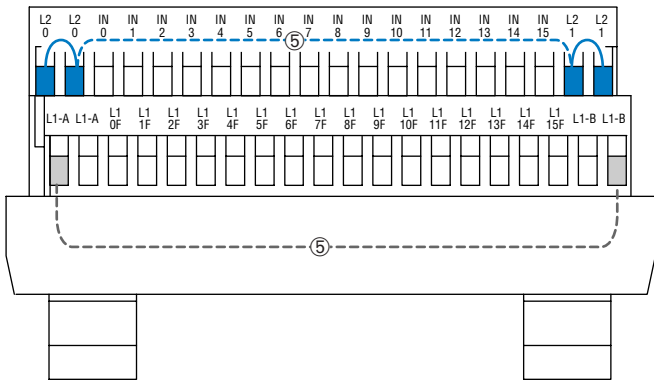 L2 L2 IN IN IN IN IN IN IN IN IN IN IN IN IN IN IN IN L2 L2
0 0 0 1 2 3 4 5 6 7 8 9 10 11 12 13 14 15 1 1
⑤
L1-A L1-A L1 L1 L1 L1 L1 L1 L1 L1 L1 L1 L1 L1 L1 L1 L1 L1 L1-B L1-B
0F 1F 2F 3F 4F 5F 6F 7F 8F 9F 10F 11F 12F 13F 14F 15F
⑤